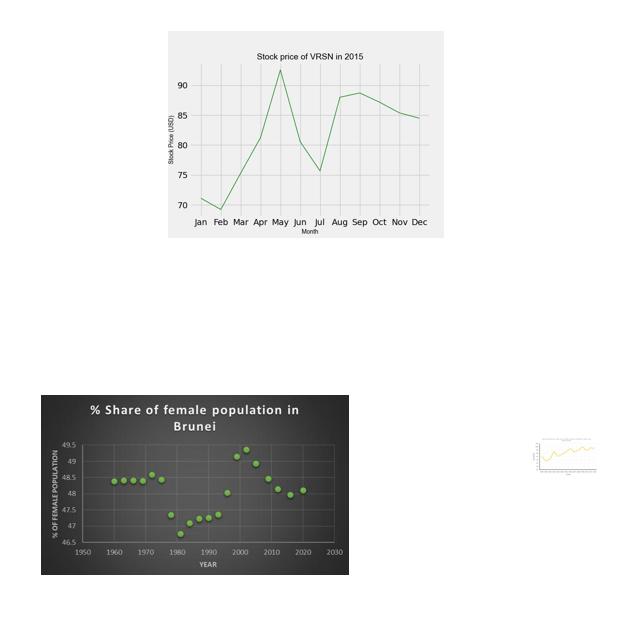 Stock price of VRSN in 2015
90
85
80
75
70
Stock Price (USD)
Jan Feb Mar Apr May Jun Jul Aug Sep Oct Nov Dec
Month
% Share of female population in
Brunei
49.5
49
48.5
48
47.5
47
46.5
% OF FEMALE POPULATION
1950 1960 1970 1980 1990 2000 2010 2020 2030
YEAR